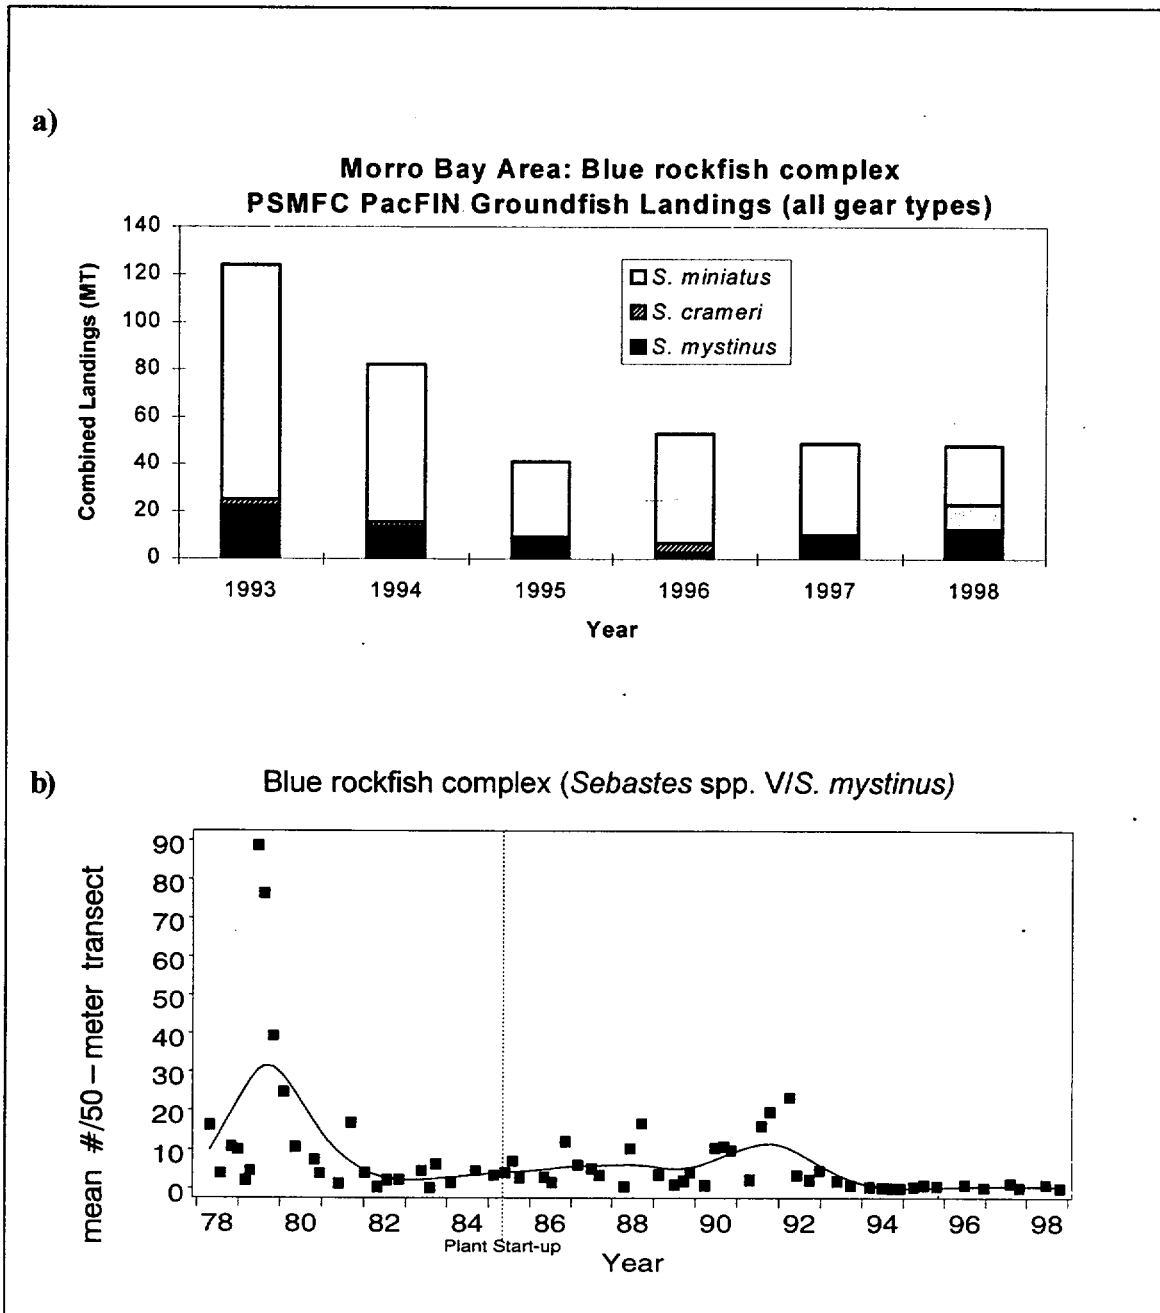 a)
Morro Bay Area: Blue rockfish complex
PSMFC PacFIN Groundfish Landings (all gear types)
Combined Landings (MT)
140
120
100
80
60
40
20
0
S. miniatus
S. crameri
S. mystinus
1993 1994 1995 1996 1997 1998
Year
b)
Blue rockfish complex (Sebastes spp. V/S. mystinus)
mean #/50–meter transect
90
80
70
60
50
40
30
20
10
0
78 80 82 84 86 88 90 92 94 96 98
Plant Start-up
Year